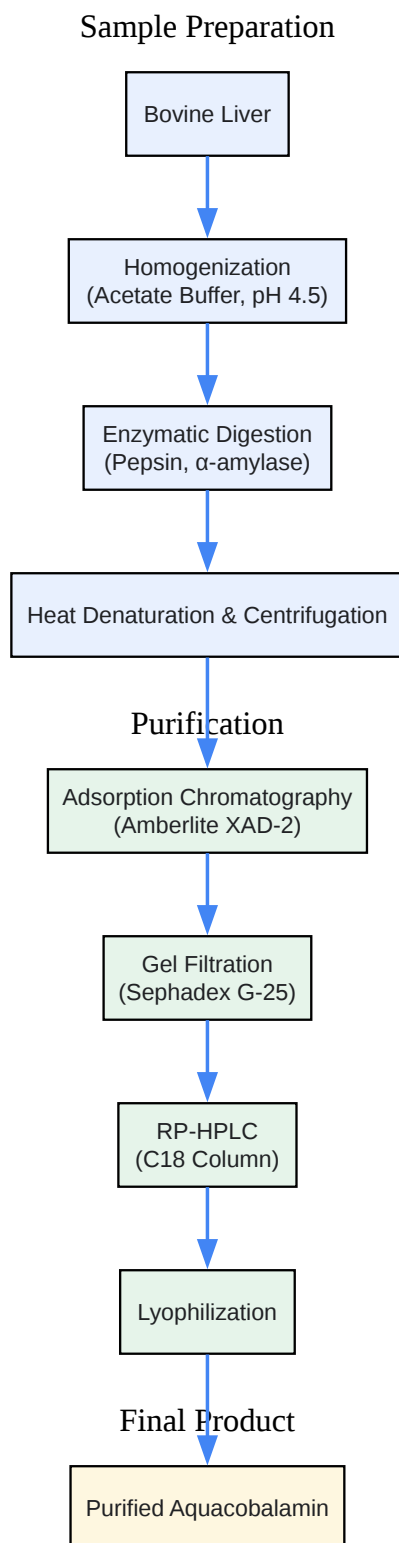 Sample Preparation
Bovine Liver
Homogenization
(Acetate Buffer, pH 4.5)
Enzymatic Digestion
(Pepsin, α-amylase)
Heat Denaturation & Centrifugation
Purification
Adsorption Chromatography
(Amberlite XAD-2)
Gel Filtration
(Sephadex G-25)
RP-HPLC
(C18 Column)
Lyophilization
Final Product
Purified Aquacobalamin